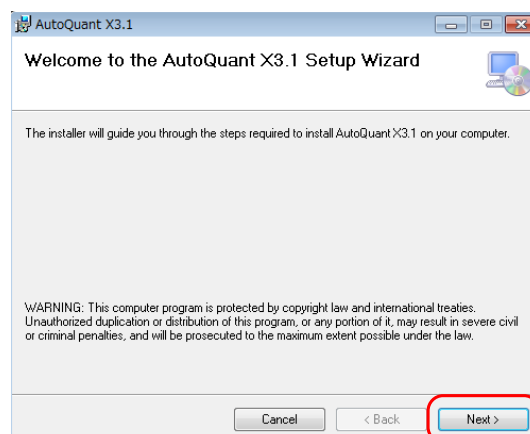 AutoQuant X3.1
Welcome to the AutoQuant X3.1 Setup Wizard
The installer will guide you through the steps required to install AutoQuant X3.1 on your computer.
WARNING: This computer program is protected by copyright law and international treaties.
Unauthorized duplication or distribution of this program, or any portion of it, may result in severe civil
or criminal penalties, and will be prosecuted to the maximum extent possible under the law.
Cancel
< Back
Next >